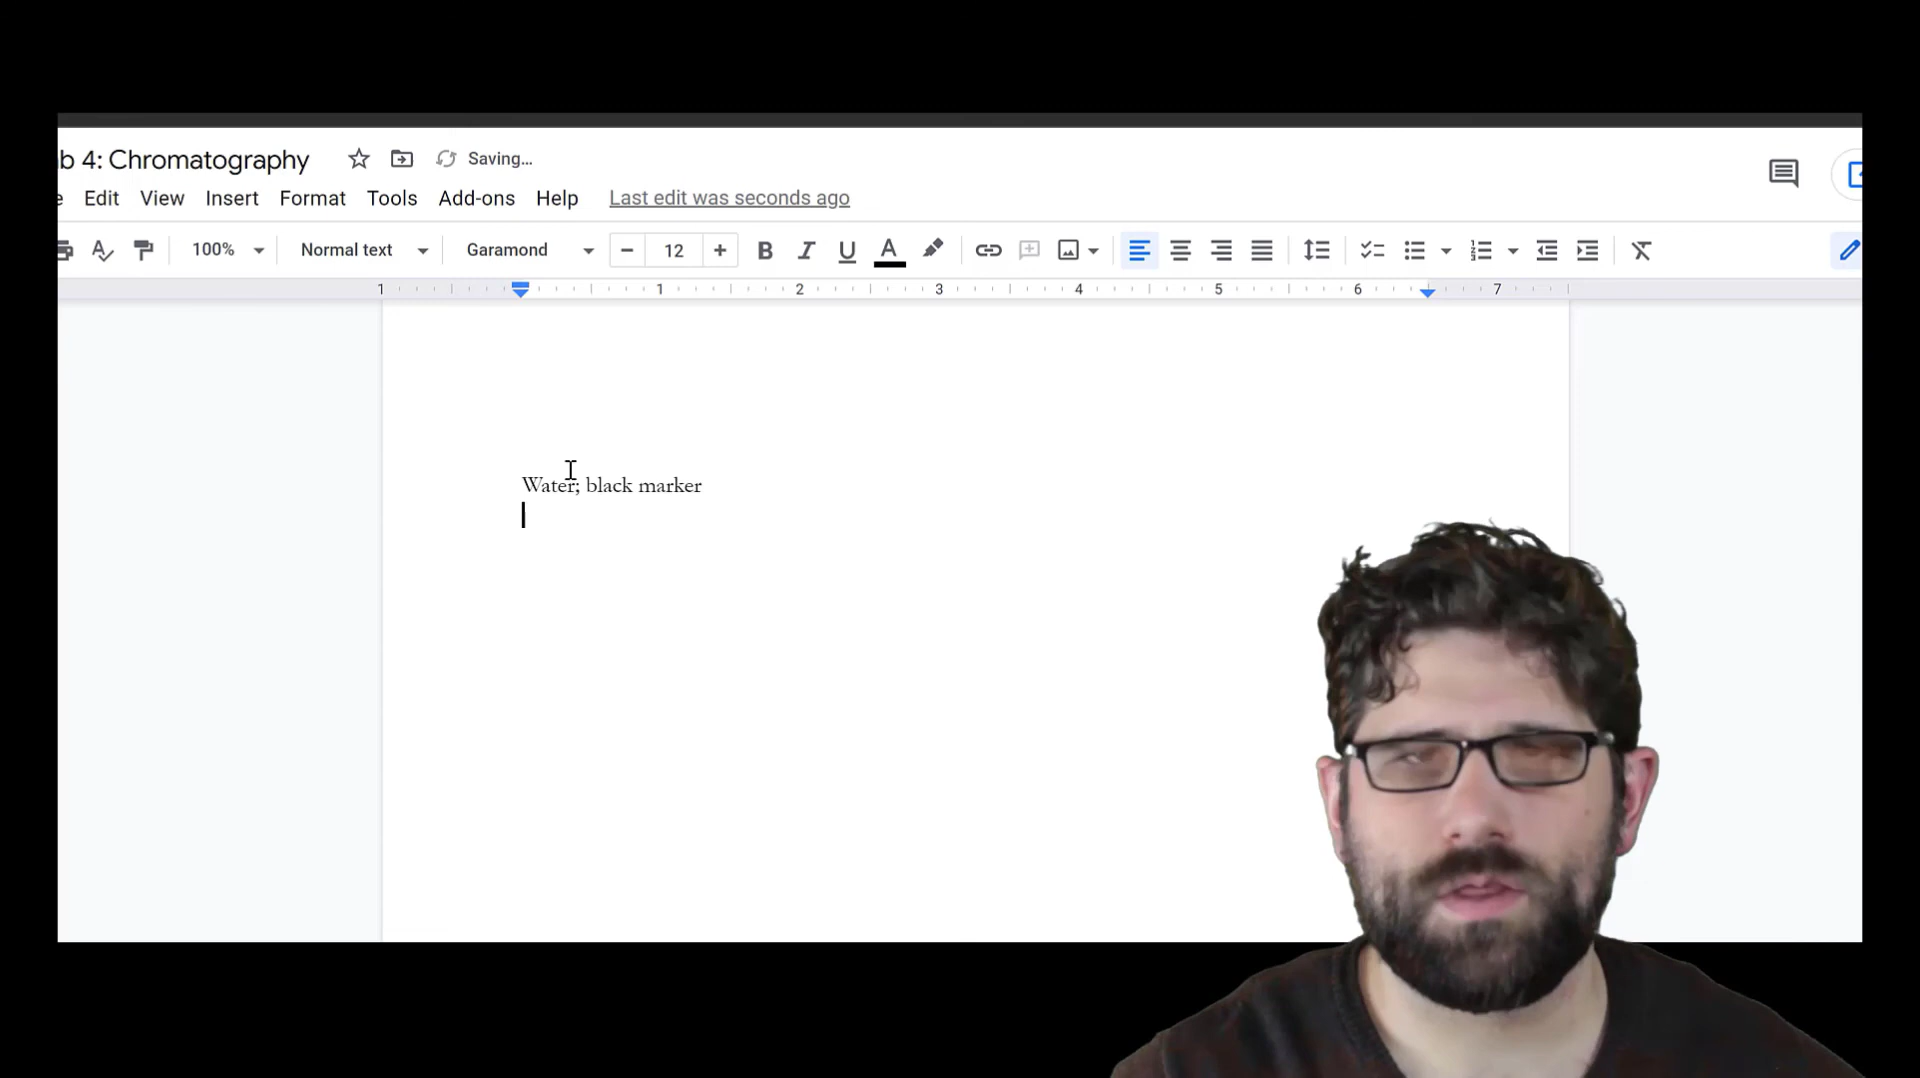 b 4: Chromatography
Saving...
e Edit View Insert Format Tools Add-ons Help Last edit was seconds ago
100% Normal text Garamond − 12 + B I U A
1 1 2 3 4 5 6 7
Water; black marker